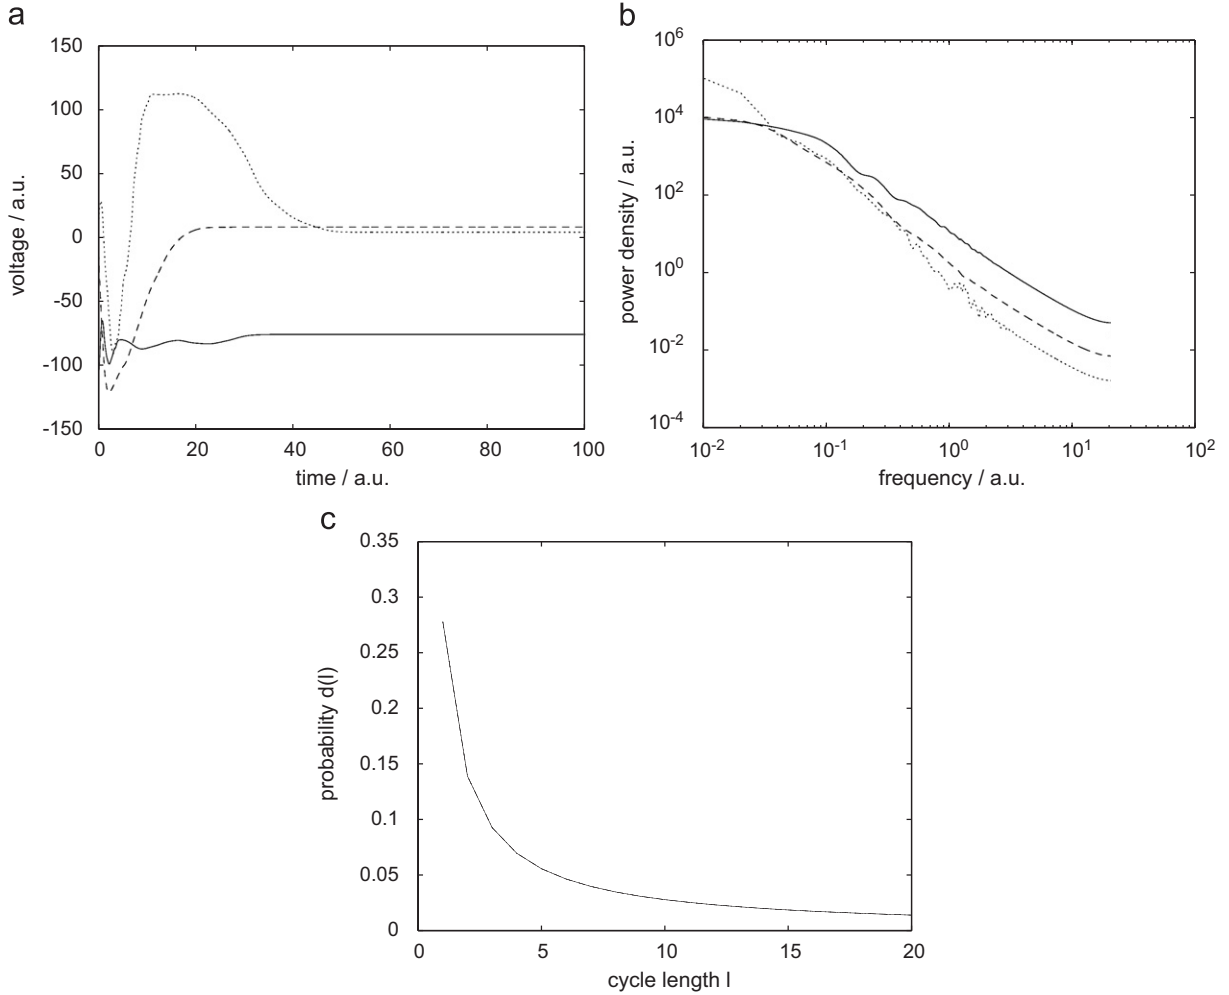 a
150
100
50
0
-50
-100
-150
voltage / a.u.
0 20 40 60 80 100
time / a.u.
b
10^6
10^4
10^2
10^0
10^-2
10^-4
power density / a.u.
10^-2 10^-1 10^0 10^1 10^2
frequency / a.u.
c
0.35
0.3
0.25
0.2
0.15
0.1
0.05
0
probability d(l)
0 5 10 15 20
cycle length l